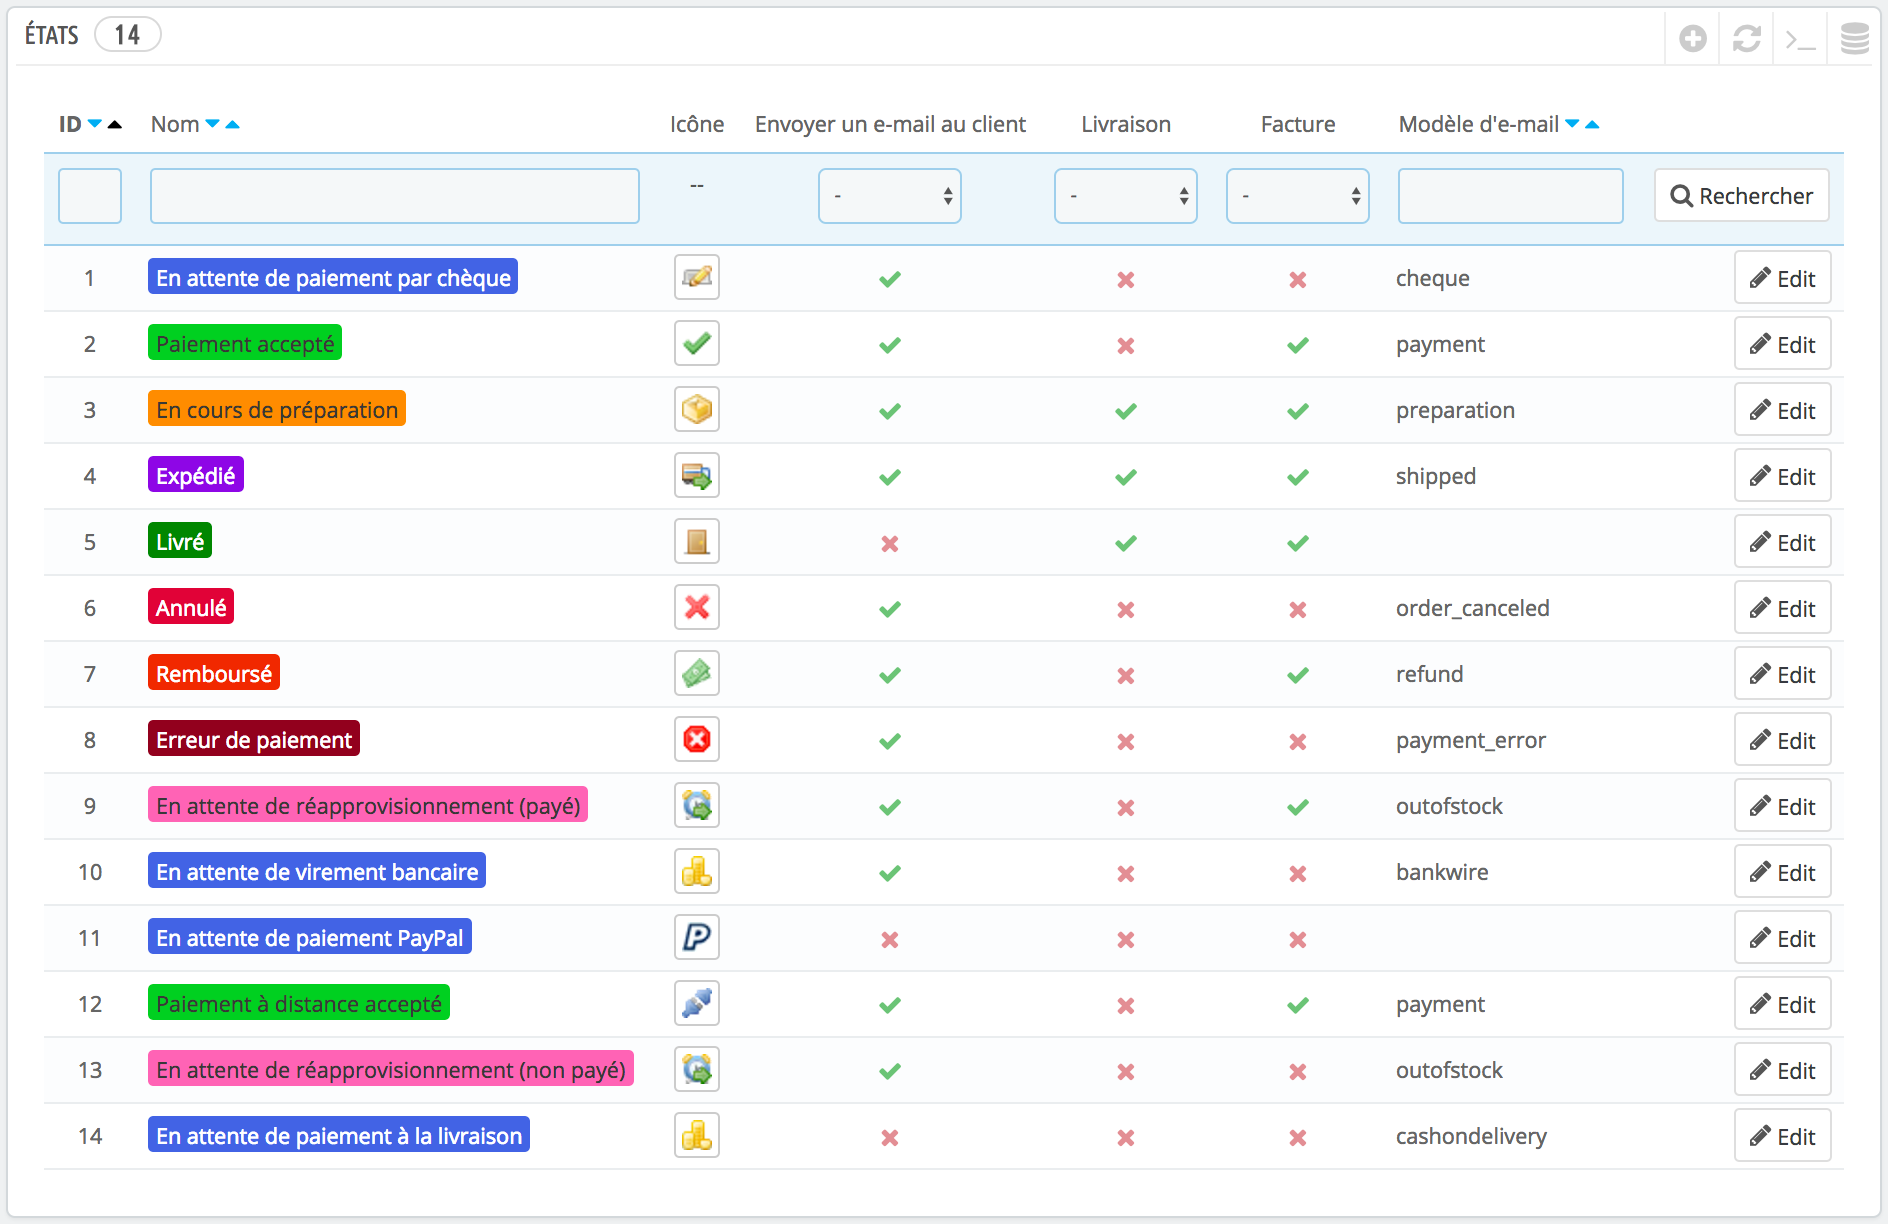 ÉTATS 14
ID Nom Icône Envoyer un e-mail au client Livraison Facture Modèle d'e-mail
-- - - - Rechercher
1 En attente de paiement par chèque cheque Edit
2 Paiement accepté payment Edit
3 En cours de préparation preparation Edit
4 Expédié shipped Edit
5 Livré Edit
6 Annulé order_canceled Edit
7 Remboursé refund Edit
8 Erreur de paiement payment_error Edit
9 En attente de réapprovisionnement (payé) outofstock Edit
10 En attente de virement bancaire bankwire Edit
11 En attente de paiement PayPal Edit
12 Paiement à distance accepté payment Edit
13 En attente de réapprovisionnement (non payé) outofstock Edit
14 En attente de paiement à la livraison cashondelivery Edit